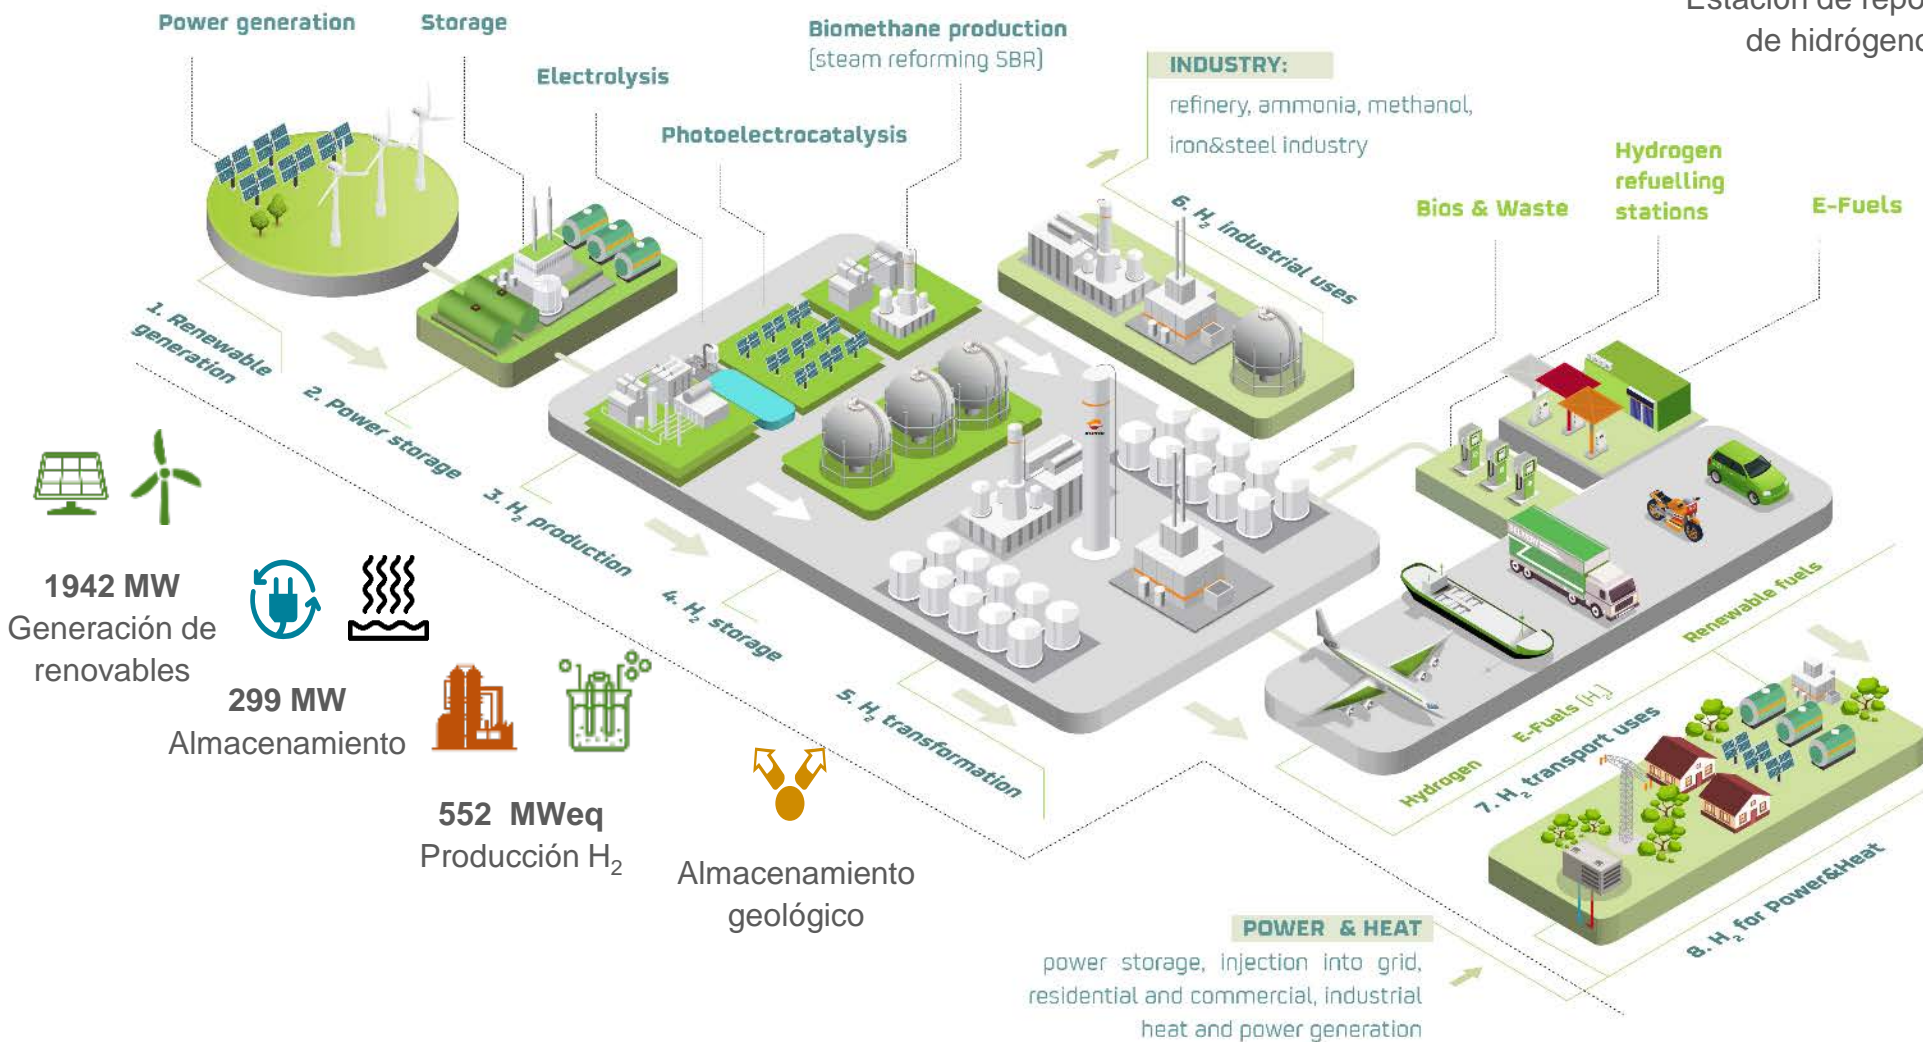 Estación de
de hidrógeno
Power generation
Storage
Electrolysis
Photoelectrocatalysis
Biomethane production
(steam reforming SBR)
INDUSTRY:
refinery, ammonia, methanol,
iron&steel industry
Bios & Waste
Hydrogen
refuelling
stations
E-Fuels
1. Renewable
generation
2. Power storage
3. H₂ production
4. H₂ storage
5. H₂ transformation
6. H₂ industrial uses
Renewable fuels
E-Fuels (H₂)
Hydrogen
7. H₂ transport uses
8. H₂ for Power&Heat
1942 MW
Generación de
renovables
299 MW
Almacenamiento
552 MWeq
Producción H₂
Almacenamiento
geológico
POWER & HEAT
power storage, injection into grid,
residential and commercial, industrial
heat and power generation